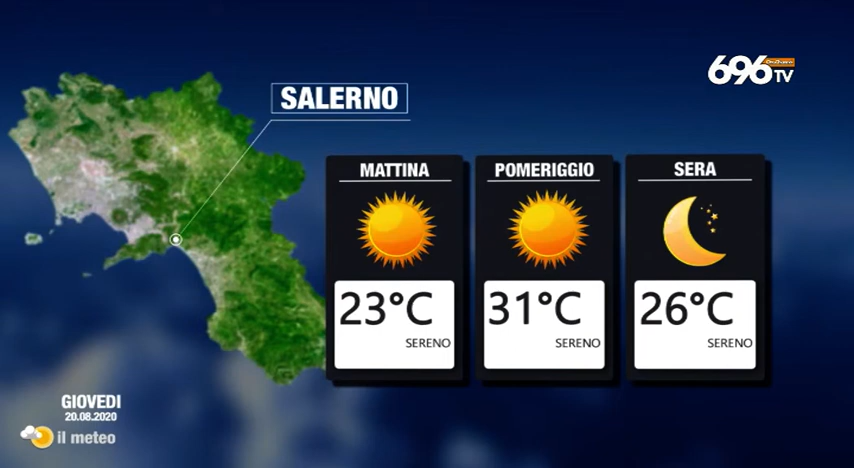 696 TV
SALERNO
MATTINA
23°C
SERENO
POMERIGGIO
31°C
SERENO
SERA
26°C
SERENO
GIOVEDI
20.08.2020
il meteo